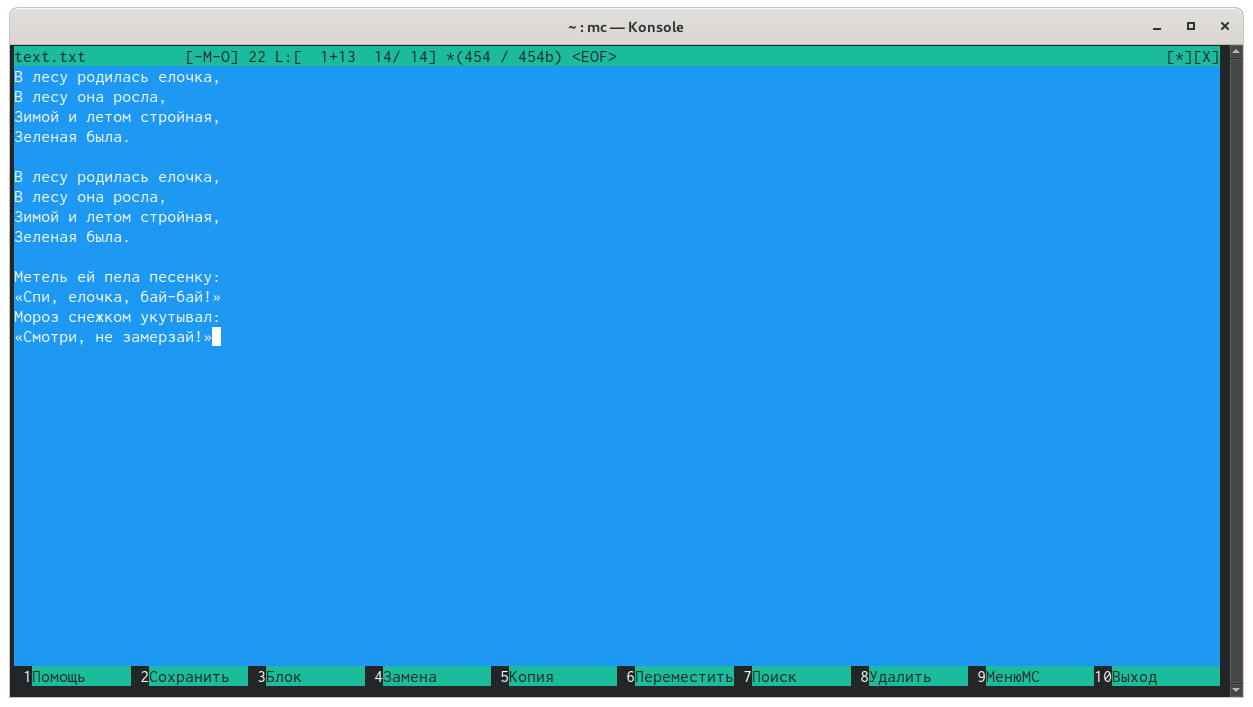 ~ : mc — Konsole
text.txt [-M-O] 22 L:[ 1+13 14/ 14] *(454 / 454b) <EOF> [*][X]
В лесу родилась елочка,
В лесу она росла,
Зимой и летом стройная,
Зеленая была.

В лесу родилась елочка,
В лесу она росла,
Зимой и летом стройная,
Зеленая была.

Метель ей пела песенку:
«Спи, елочка, бай-бай!»
Мороз снежком укутывал:
«Смотри, не замерзай!»
1Помощь 2Сохранить 3Блок 4Замена 5Копия 6Переместить 7Поиск 8Удалить 9МенюMC 10Выход